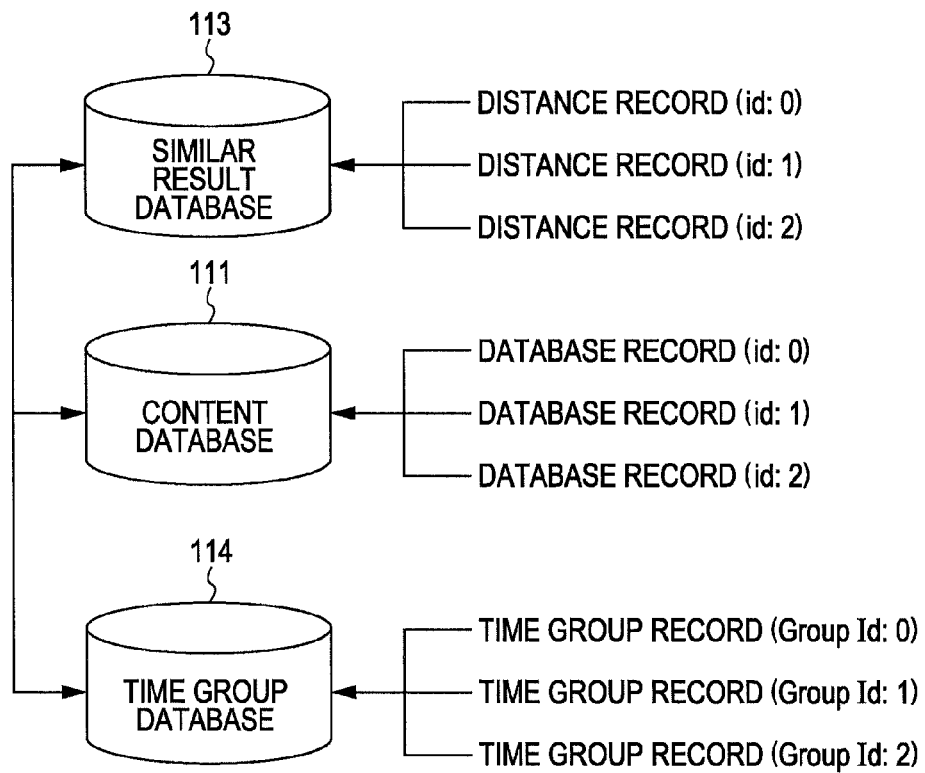 113
SIMILAR
RESULT
DATABASE
DISTANCE RECORD (id: 0)
DISTANCE RECORD (id: 1)
DISTANCE RECORD (id: 2)
111
CONTENT
DATABASE
DATABASE RECORD (id: 0)
DATABASE RECORD (id: 1)
DATABASE RECORD (id: 2)
114
TIME GROUP
DATABASE
TIME GROUP RECORD (Group Id: 0)
TIME GROUP RECORD (Group Id: 1)
TIME GROUP RECORD (Group Id: 2)